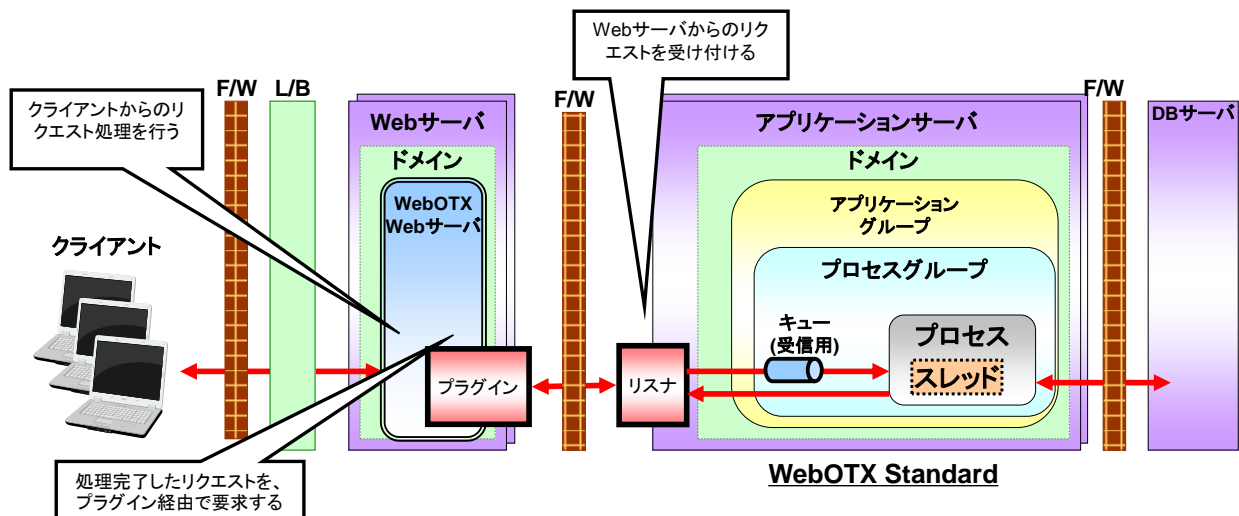 Webサーバからのリク
エストを受け付ける
F/W
L/B
F/W
F/W
クライアントからのリ
クエスト処理を行う
Webサーバ
ドメイン
WebOTX
Webサーバ
アプリケーションサーバ
ドメイン
アプリケーション
グループ
プロセスグループ
DBサーバ
クライアント
キュー
(受信用)
プロセス
スレッド
プラグイン
リスナ
処理完了したリクエストを、
プラグイン経由で要求する
WebOTX Standard